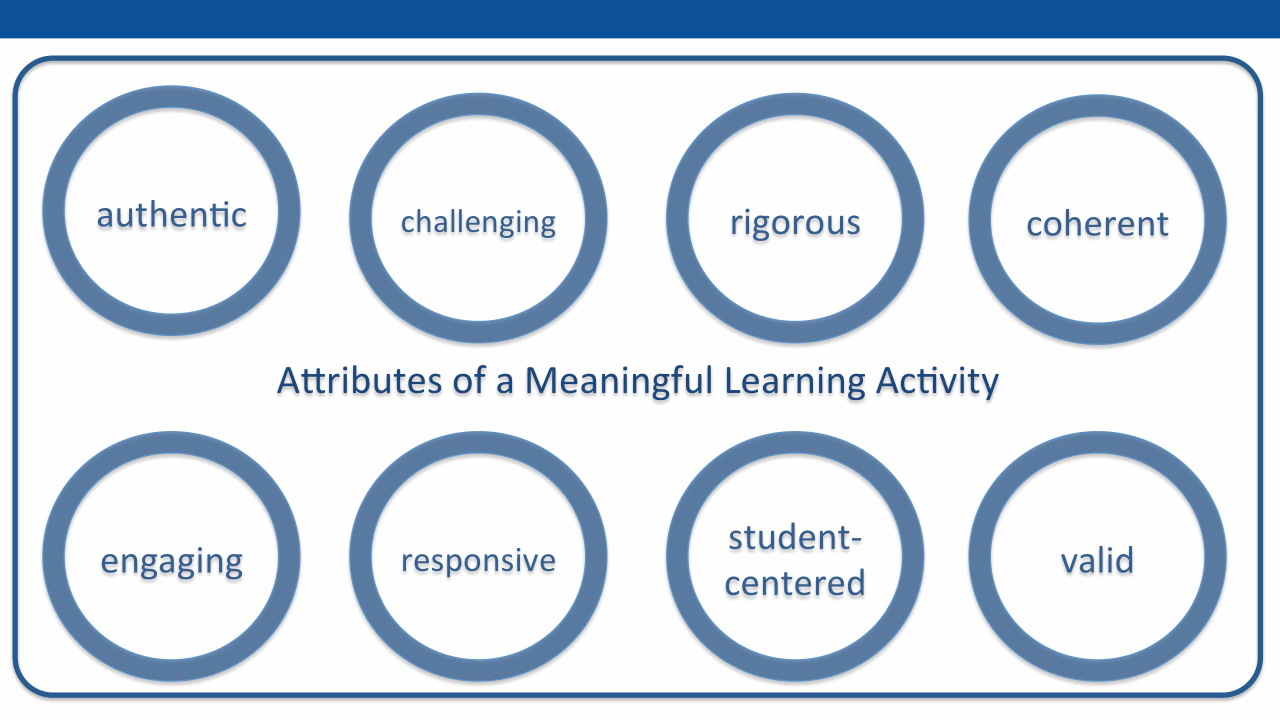 authentic
challenging
rigorous
coherent
Attributes of a Meaningful Learning Activity
engaging
responsive
student-
centered
valid